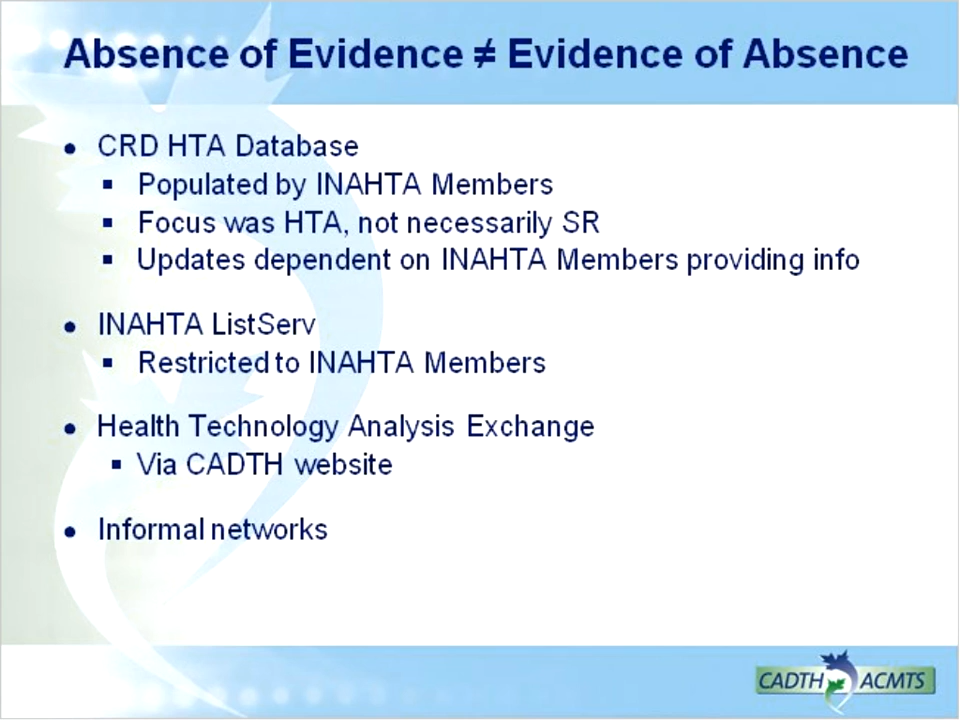 Absence of Evidence ≠ Evidence of Absence
• CRD HTA Database
▪ Populated by INAHTA Members
▪ Focus was HTA, not necessarily SR
▪ Updates dependent on INAHTA Members providing info
• INAHTA ListServ
▪ Restricted to INAHTA Members
• Health Technology Analysis Exchange
▪ Via CADTH website
• Informal networks
CADTH ACMTS